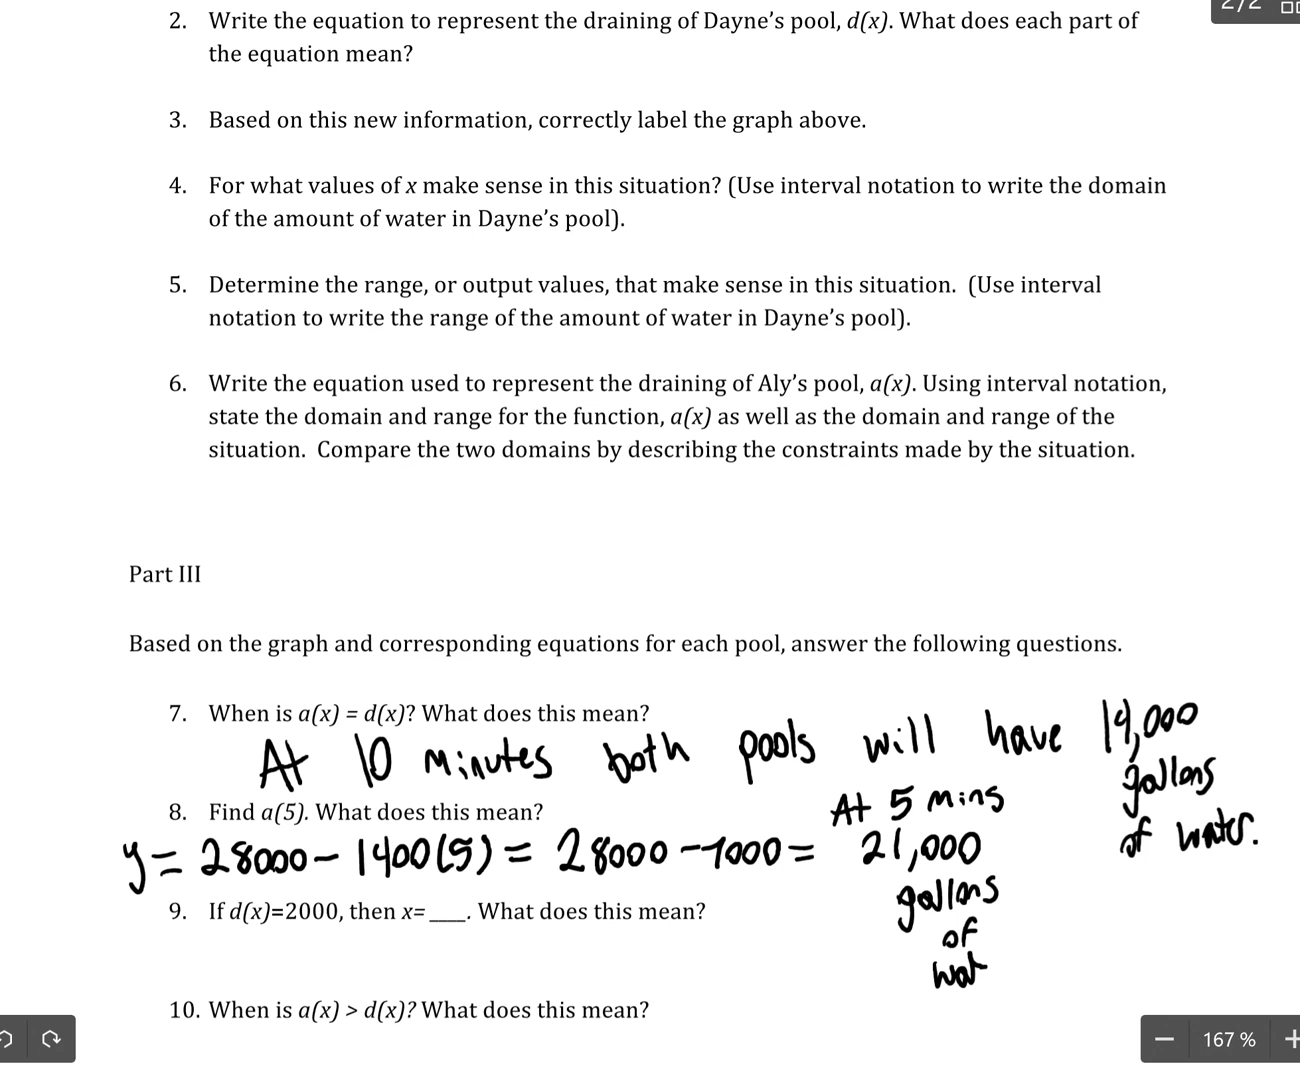 2. Write the equation to represent the draining of Dayne’s pool, d(x). What does each part of
the equation mean?
3. Based on this new information, correctly label the graph above.
4. For what values of x make sense in this situation? (Use interval notation to write the domain
of the amount of water in Dayne’s pool).
5. Determine the range, or output values, that make sense in this situation. (Use interval
notation to write the range of the amount of water in Dayne’s pool).
6. Write the equation used to represent the draining of Aly’s pool, a(x). Using interval notation,
state the domain and range for the function, a(x) as well as the domain and range of the
situation. Compare the two domains by describing the constraints made by the situation.
Part III
Based on the graph and corresponding equations for each pool, answer the following questions.
7. When is a(x) = d(x)? What does this mean?
At 10 minutes both pools will have 14,000
gallons
of water.
8. Find a(5). What does this mean?
At 5 mins
y = 28000 - 1400(5) = 28000 - 7000 = 21,000
gallons
of
wat
9. If d(x)=2000, then x= ____. What does this mean?
10. When is a(x) > d(x)? What does this mean?
167 %